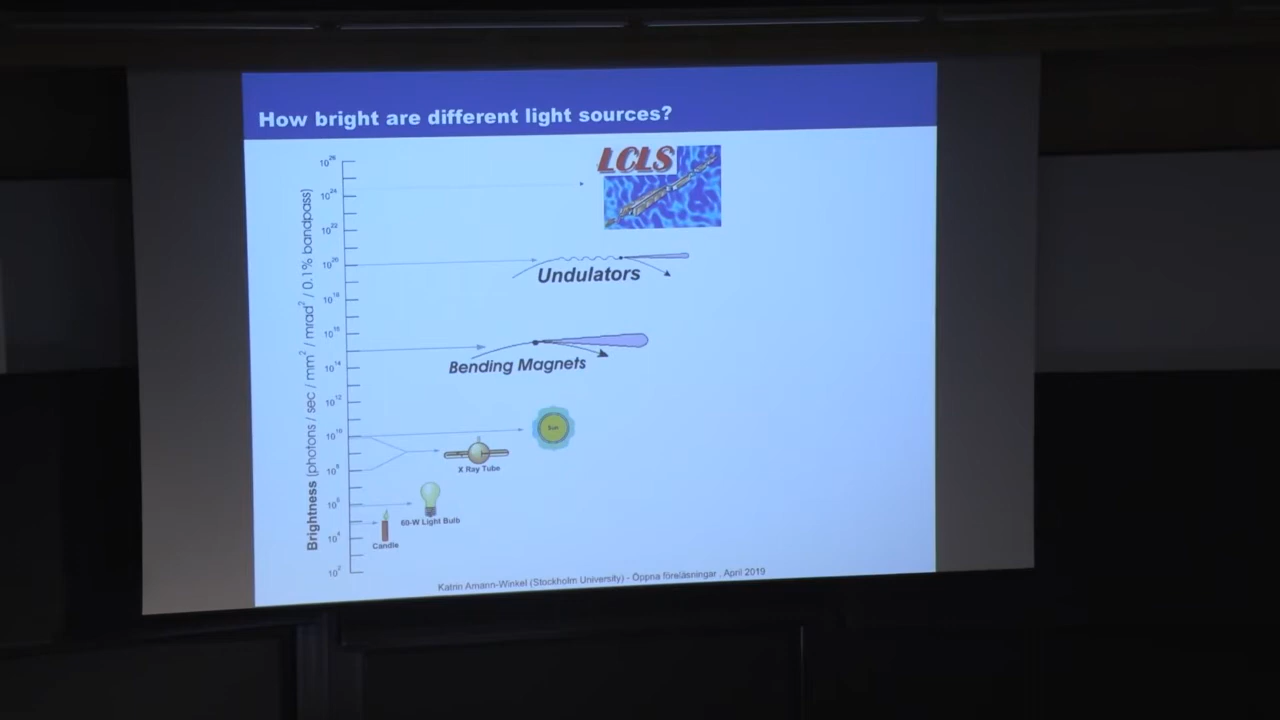 How bright are different light sources?
LCLS
10²⁶
10²⁴
10²²
10²⁰
10¹⁸
10¹⁶
10¹⁴
10¹²
10¹⁰
10⁸
10⁶
10⁴
10²
Brightness (photons / sec / mm² / mrad² / 0.1% bandpass)
Undulators
Bending Magnets
Sun
X Ray Tube
60-W Light Bulb
Candle
Katrin Amann-Winkel (Stockholm University) - Öppna föreläsningar , April 2019